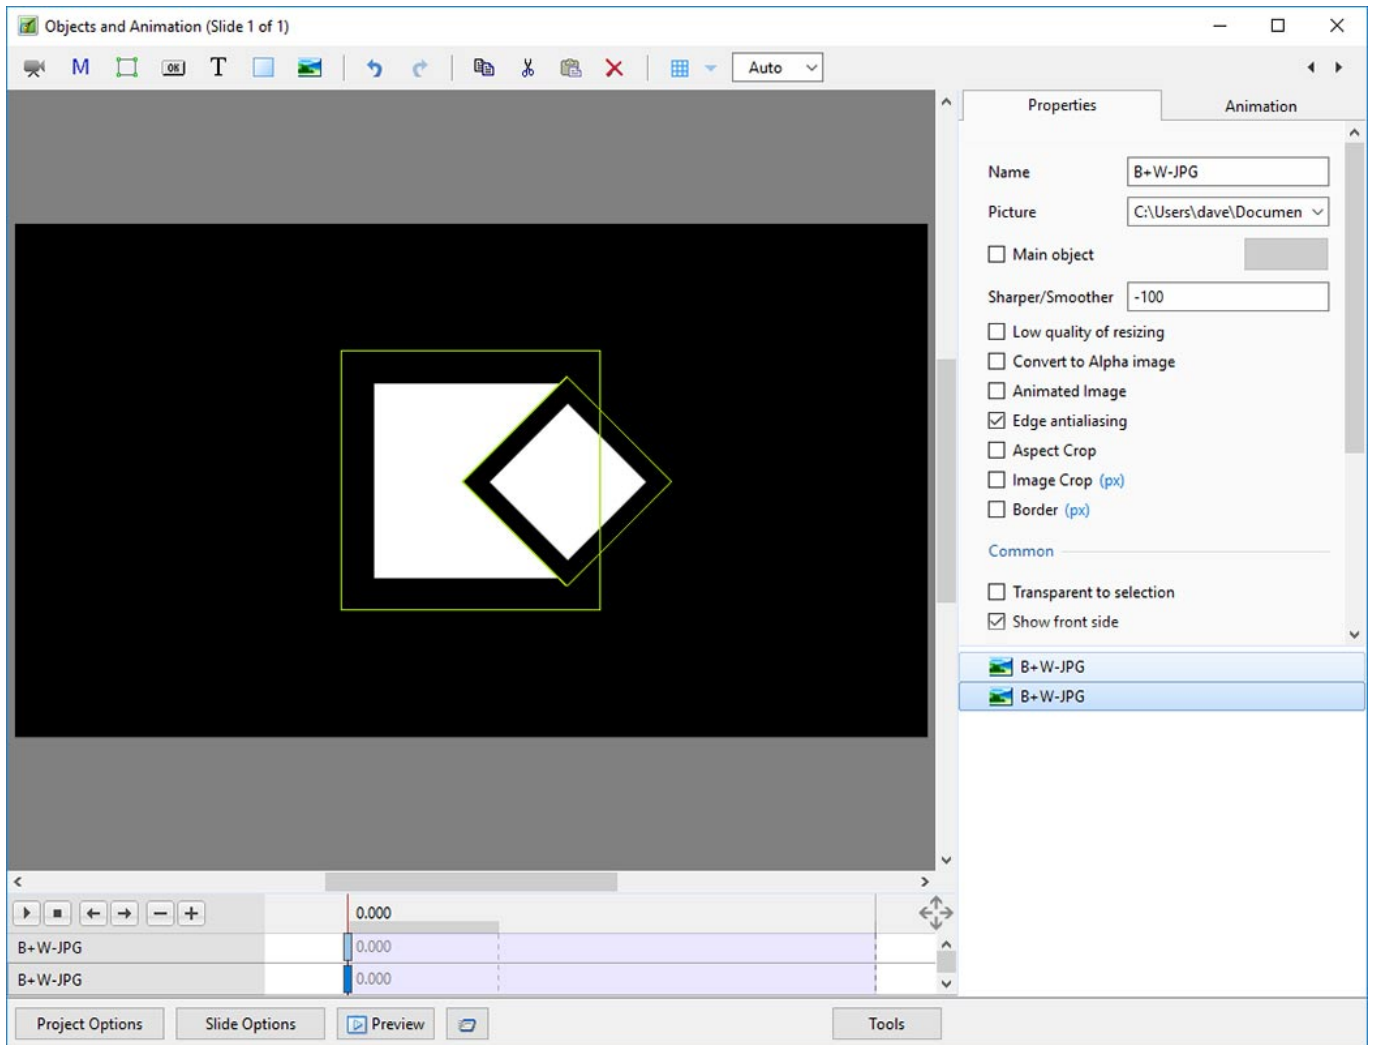 Objects and Animation (Slide 1 of 1)
M OK T Auto
Properties Animation
Name B+W-JPG
Picture C:\Users\dave\Documen
Main object
Sharper/Smoother -100
Low quality of resizing
Convert to Alpha image
Animated Image
Edge antialiasing
Aspect Crop
Image Crop (px)
Border (px)
Common
Transparent to selection
Show front side
B+W-JPG
B+W-JPG
0.000
B+W-JPG 0.000
B+W-JPG 0.000
Project Options Slide Options Preview Tools